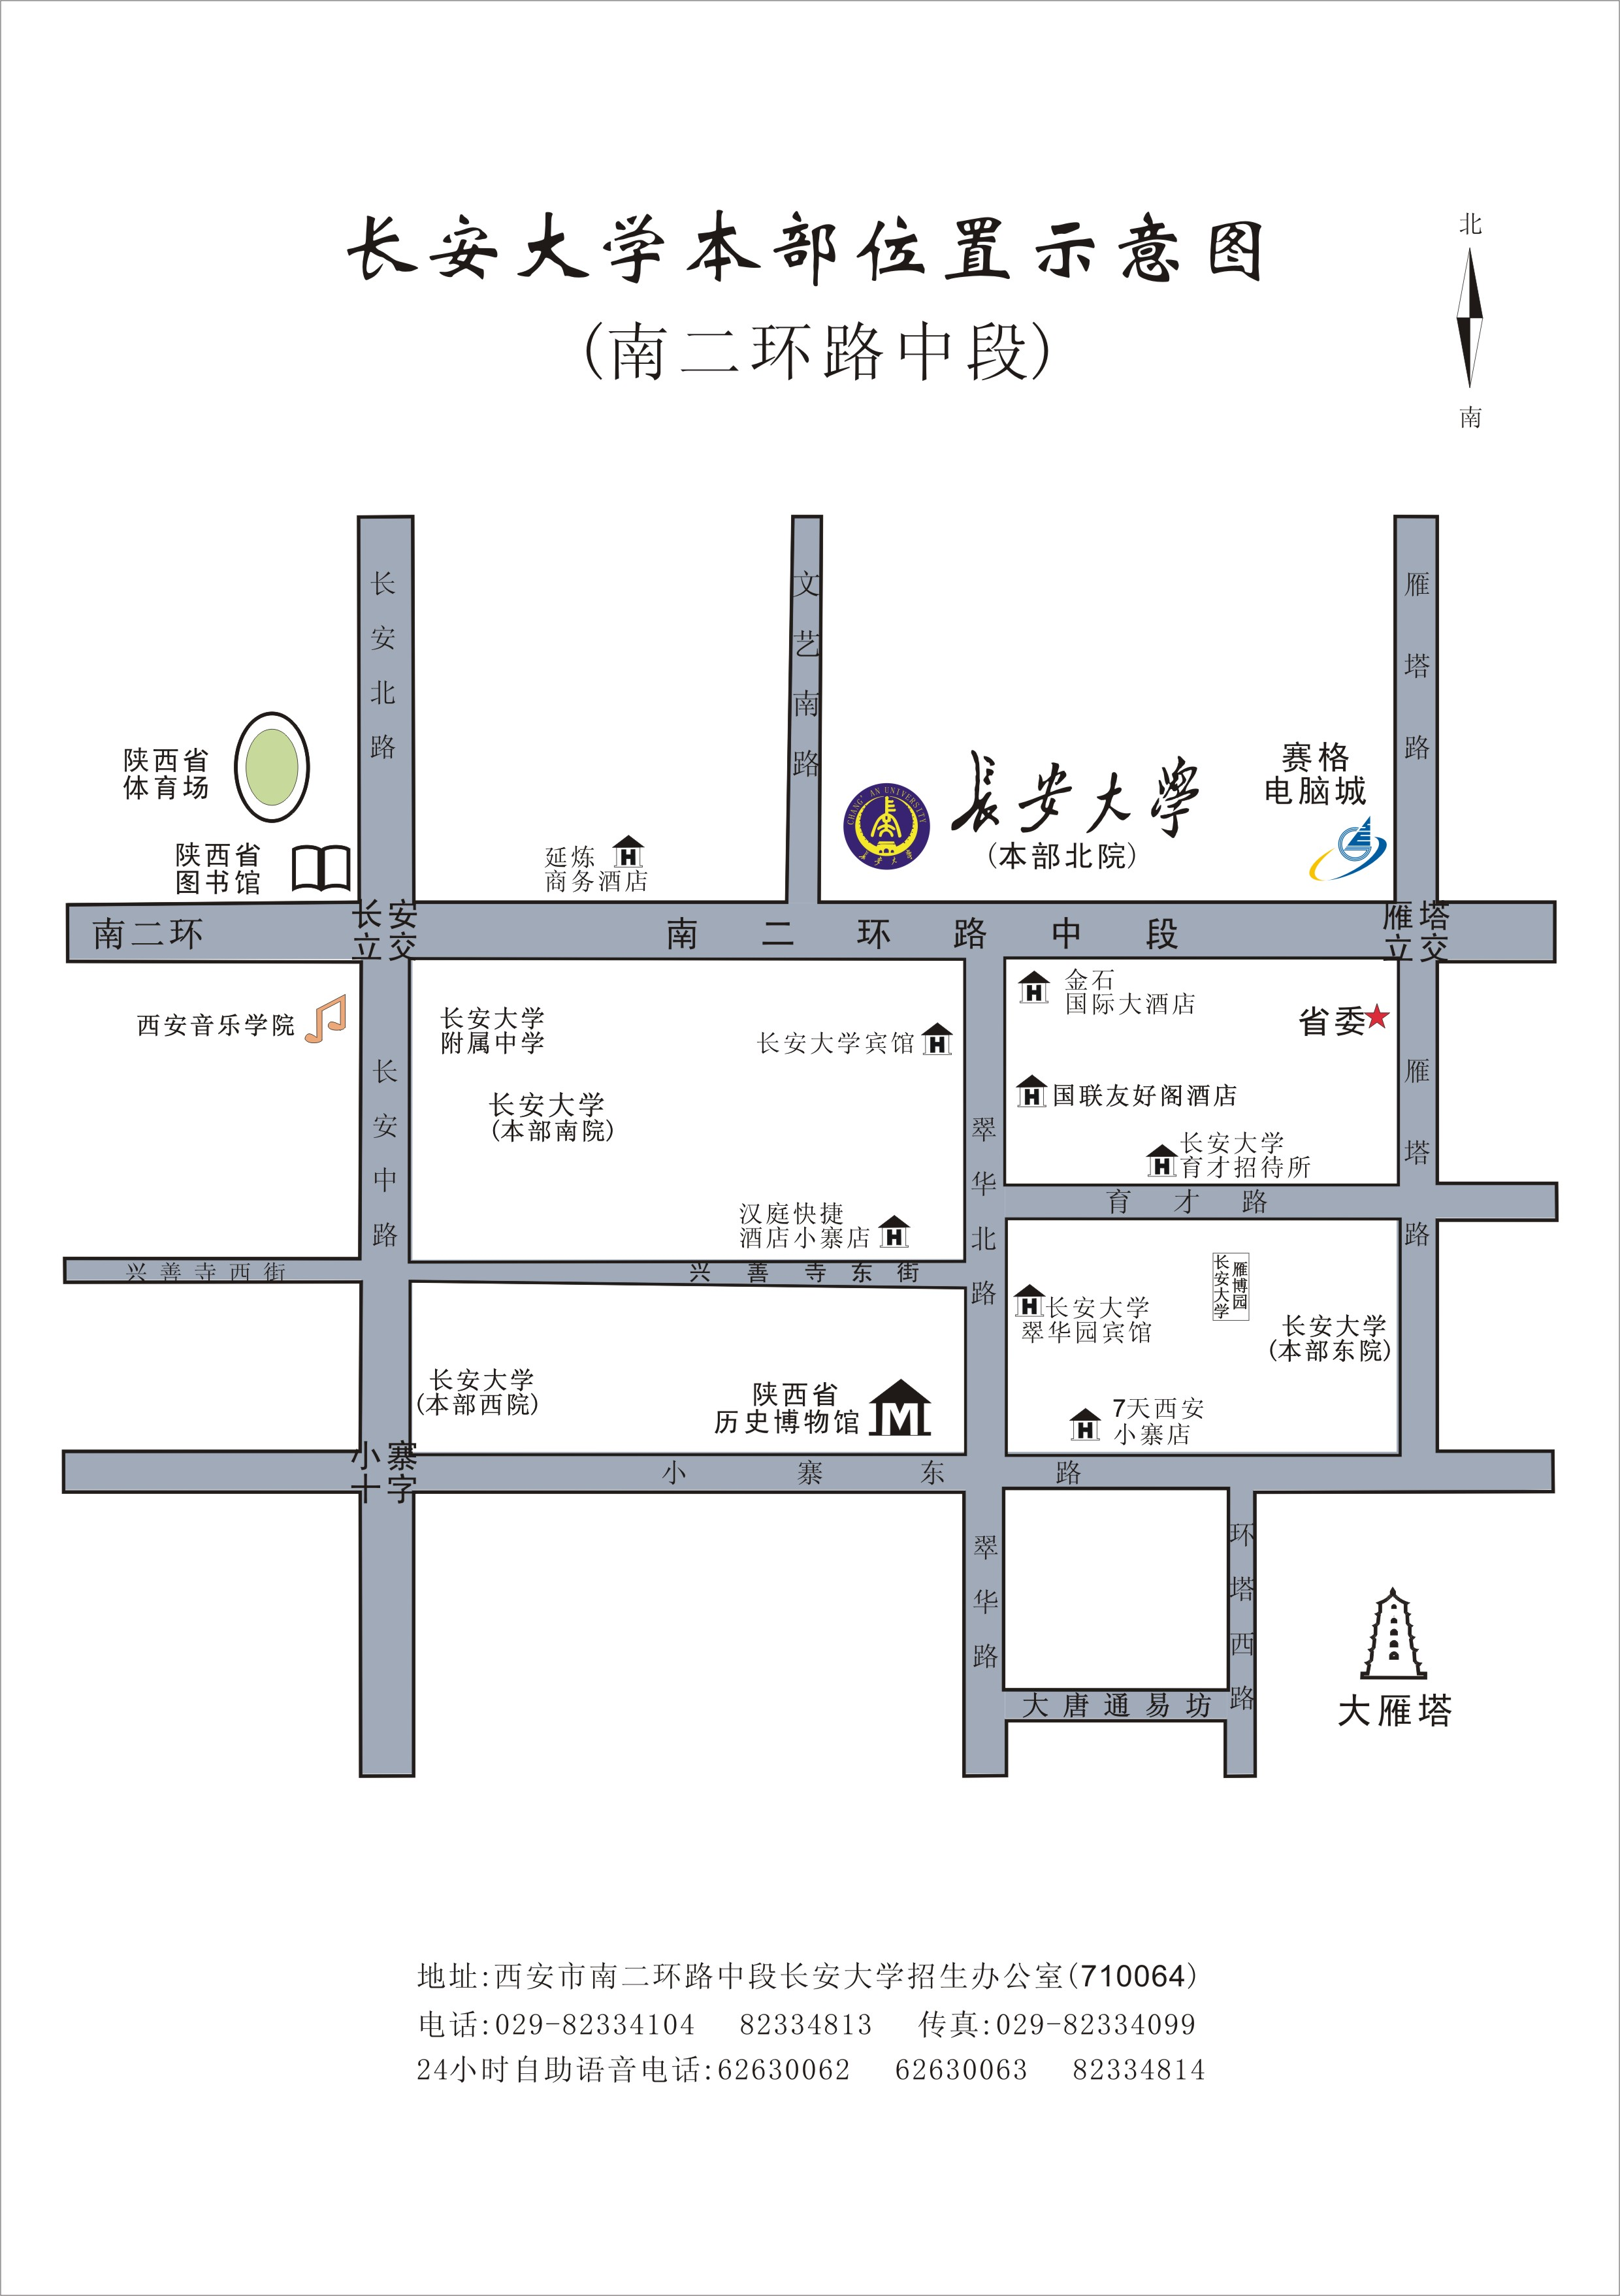 长安大学本部位置示意图
(南二环路中段)
北
南
长安北路
文艺南路
雁塔路
陕西省
体育场
陕西省
图书馆
延炼
商务酒店
CHANG'AN UNIVERSITY
长安大学
長安大學
(本部北院)
赛格
电脑城
南二环
长安
立交
南二环路中段
雁塔
立交
西安音乐学院
长安中路
长安大学
附属中学
长安大学
(本部南院)
长安大学宾馆
H
金石
国际大酒店
省委
国联友好阁酒店
长安大学
育才招待所
翠华北路
雁塔路
育才路
汉庭快捷
酒店小寨店
兴善寺西街
兴善寺东街
长安大学
翠华园宾馆
长安大学
雁博园
长安大学
(本部东院)
长安大学
(本部西院)
陕西省
历史博物馆
M
7天西安
小寨店
小寨
十字
小寨东路
翠华路
环塔西路
大唐通易坊
大雁塔
地址:西安市南二环路中段长安大学招生办公室(710064)
电话:029-82334104 82334813 传真:029-82334099
24小时自助语音电话:62630062 62630063 82334814